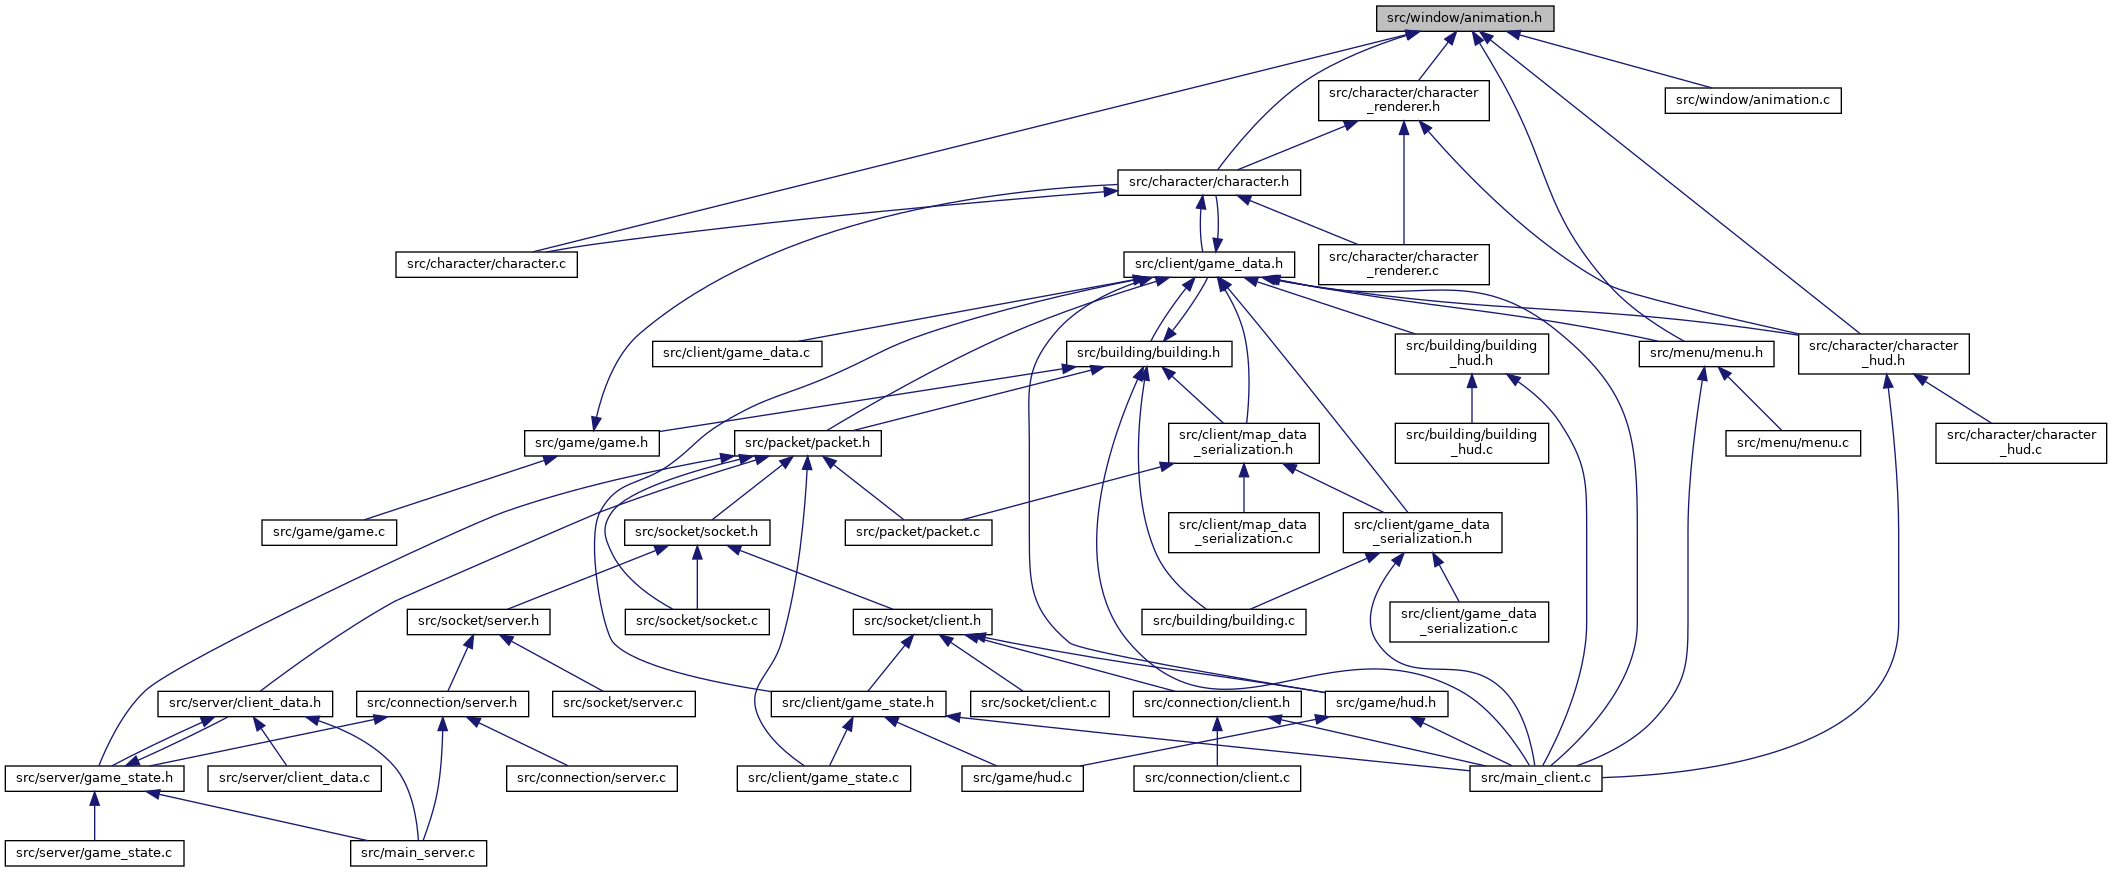 src/window/animation.h
src/character/character
_renderer.h
src/window/animation.c
src/character/character.h
src/character/character.c
src/client/game_data.h
src/character/character
_renderer.c
src/client/game_data.c
src/building/building.h
src/building/building
_hud.h
src/menu/menu.h
src/character/character
_hud.h
src/game/game.h
src/packet/packet.h
src/client/map_data
_serialization.h
src/building/building
_hud.c
src/menu/menu.c
src/character/character
_hud.c
src/game/game.c
src/socket/socket.h
src/packet/packet.c
src/client/map_data
_serialization.c
src/client/game_data
_serialization.h
src/socket/server.h
src/socket/socket.c
src/socket/client.h
src/building/building.c
src/client/game_data
_serialization.c
src/server/client_data.h
src/connection/server.h
src/socket/server.c
src/client/game_state.h
src/socket/client.c
src/connection/client.h
src/game/hud.h
src/server/game_state.h
src/server/client_data.c
src/connection/server.c
src/client/game_state.c
src/game/hud.c
src/connection/client.c
src/main_client.c
src/server/game_state.c
src/main_server.c